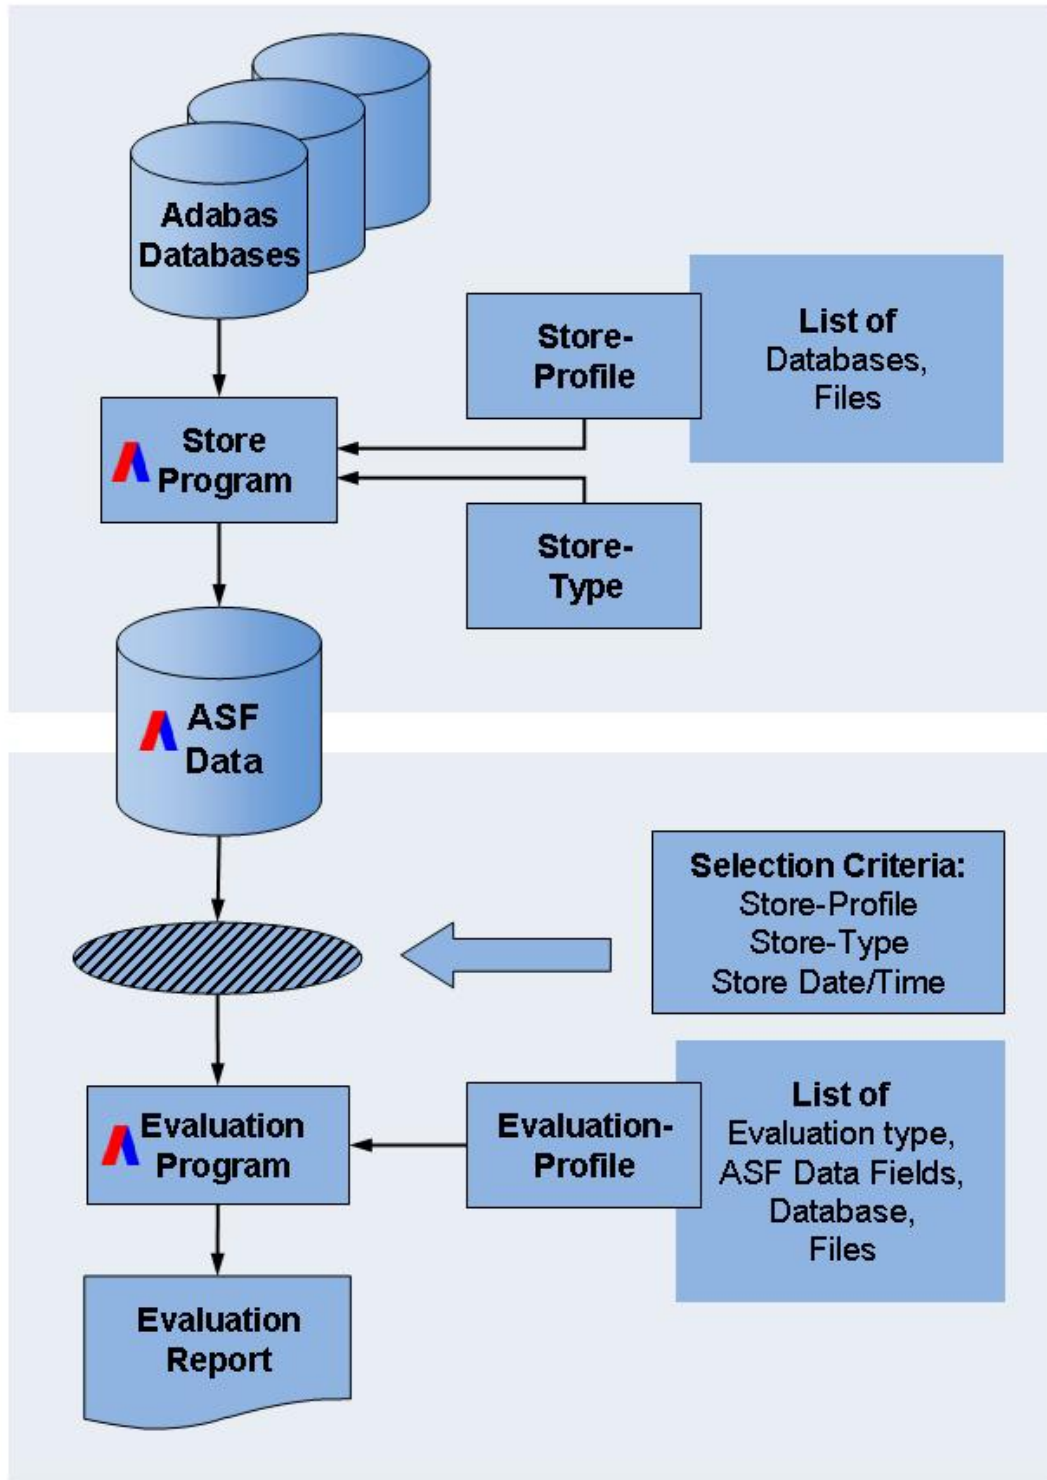 Adabas
Databases
Store-
Profile
List of
Databases,
Files
Store
Program
Store-
Type
ASF
Data
Selection Criteria:
Store-Profile
Store-Type
Store Date/Time
Evaluation
Program
Evaluation-
Profile
List of
Evaluation type,
ASF Data Fields,
Database,
Files
Evaluation
Report